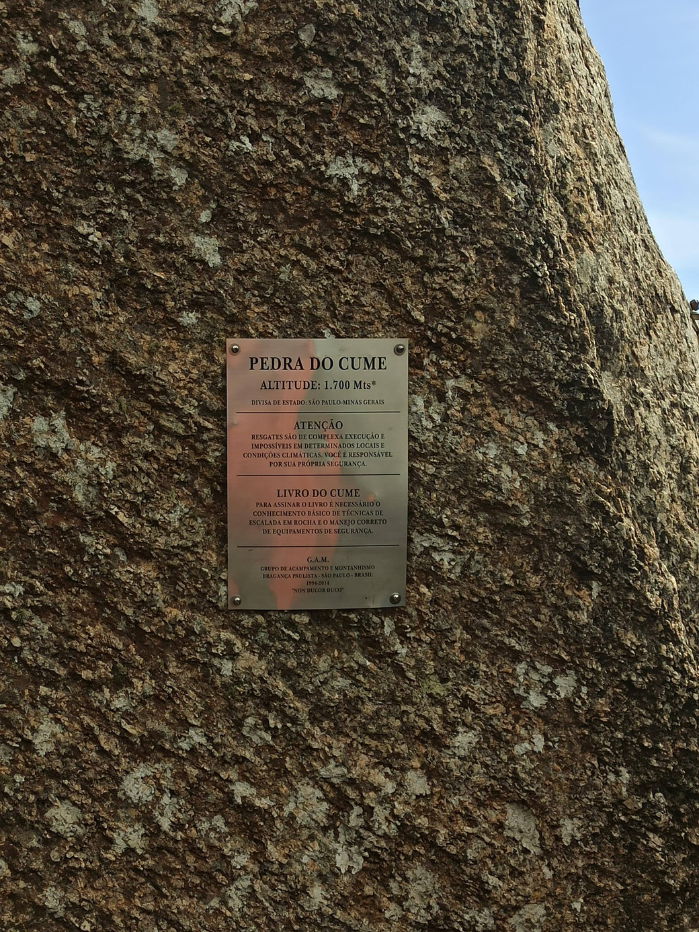 PEDRA DO CUME
ALTITUDE: 1.700 Mts*
DIVISA DE ESTADO: SÃO PAULO-MINAS GERAIS
ATENÇÃO
RESGATES SÃO DE COMPLEXA EXECUÇÃO E
IMPOSSÍVEIS EM DETERMINADOS LOCAIS E
CONDIÇÕES CLIMÁTICAS. VOCÊ É RESPONSÁVEL
POR SUA PRÓPRIA SEGURANÇA.
LIVRO DO CUME
PARA ASSINAR O LIVRO É NECESSÁRIO O
CONHECIMENTO BÁSICO DE TÉCNICAS DE
ESCALADA EM ROCHA E O MANEJO CORRETO
DE EQUIPAMENTOS DE SEGURANÇA.
G.A.M.
GRUPO DE ACAMPAMENTO E MONTANHISMO
BRAGANÇA PAULISTA - SÃO PAULO - BRASIL
1994-2014
"NON DUCOR DUCO"